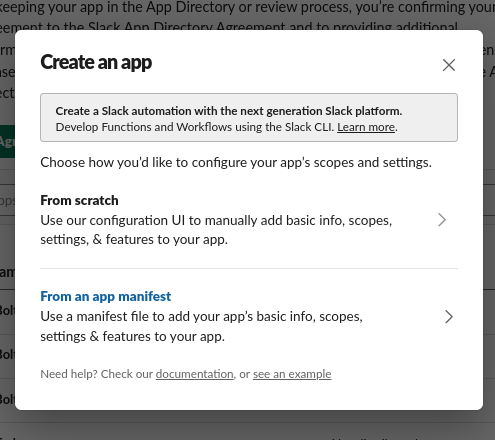 keeping your app in the App Directory or review process, you're confirming your
eement to the Slack App Directory Agreement and to providing additional
Create an app
Create a Slack automation with the next generation Slack platform.
Develop Functions and Workflows using the Slack CLI. Learn more.
Choose how you'd like to configure your app's scopes and settings.
From scratch
Use our configuration UI to manually add basic info, scopes,
settings, & features to your app.
From an app manifest
Use a manifest file to add your app's basic info, scopes,
settings & features to your app.
Need help? Check our documentation, or see an example